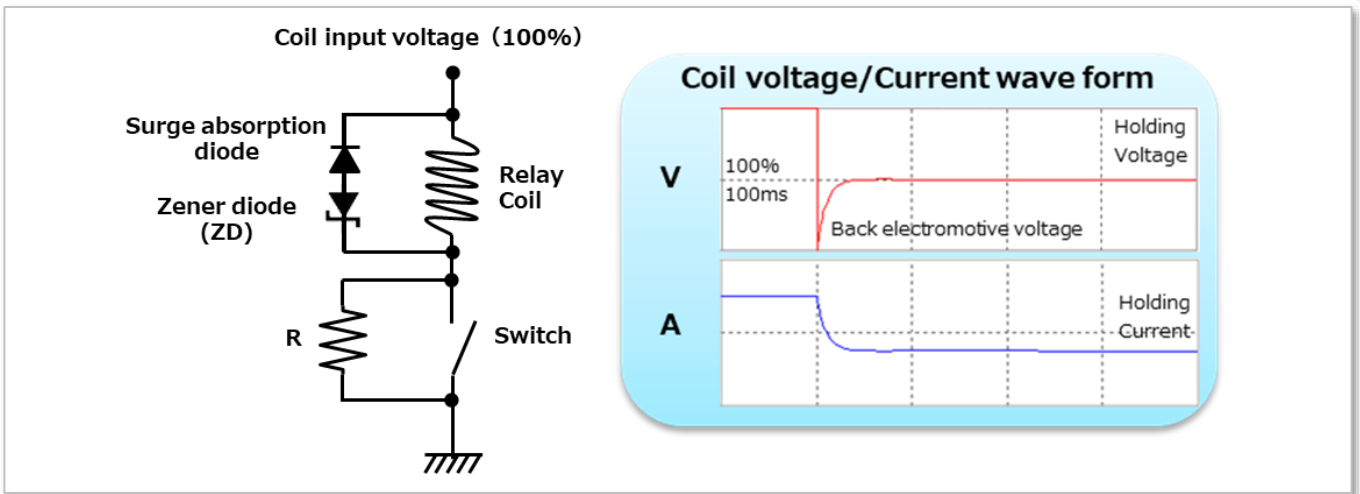 Coil input voltage（100%）
Surge absorption
diode
Zener diode
(ZD)
Relay
Coil
R
Switch
Coil voltage/Current wave form
V
100%
100ms
Holding
Voltage
Back electromotive voltage
A
Holding
Current